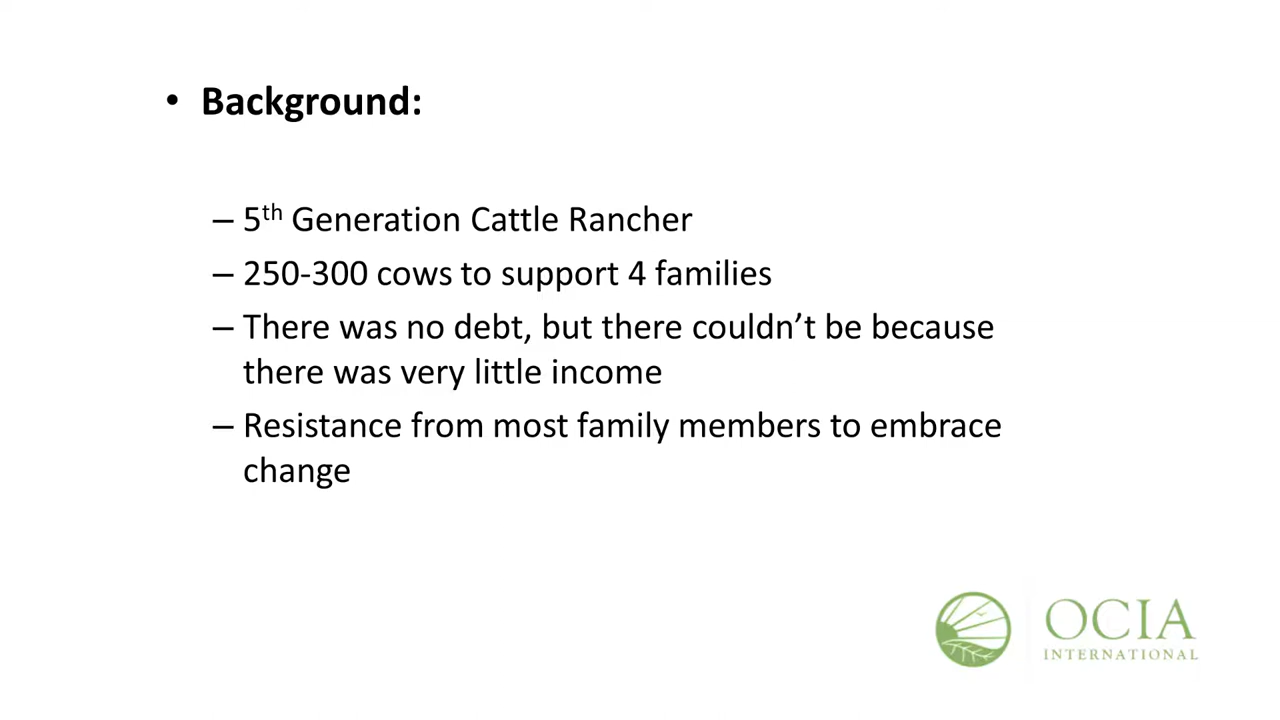 • Background:
– 5th Generation Cattle Rancher
– 250-300 cows to support 4 families
– There was no debt, but there couldn’t be because
there was very little income
– Resistance from most family members to embrace
change
OCIA
INTERNATIONAL